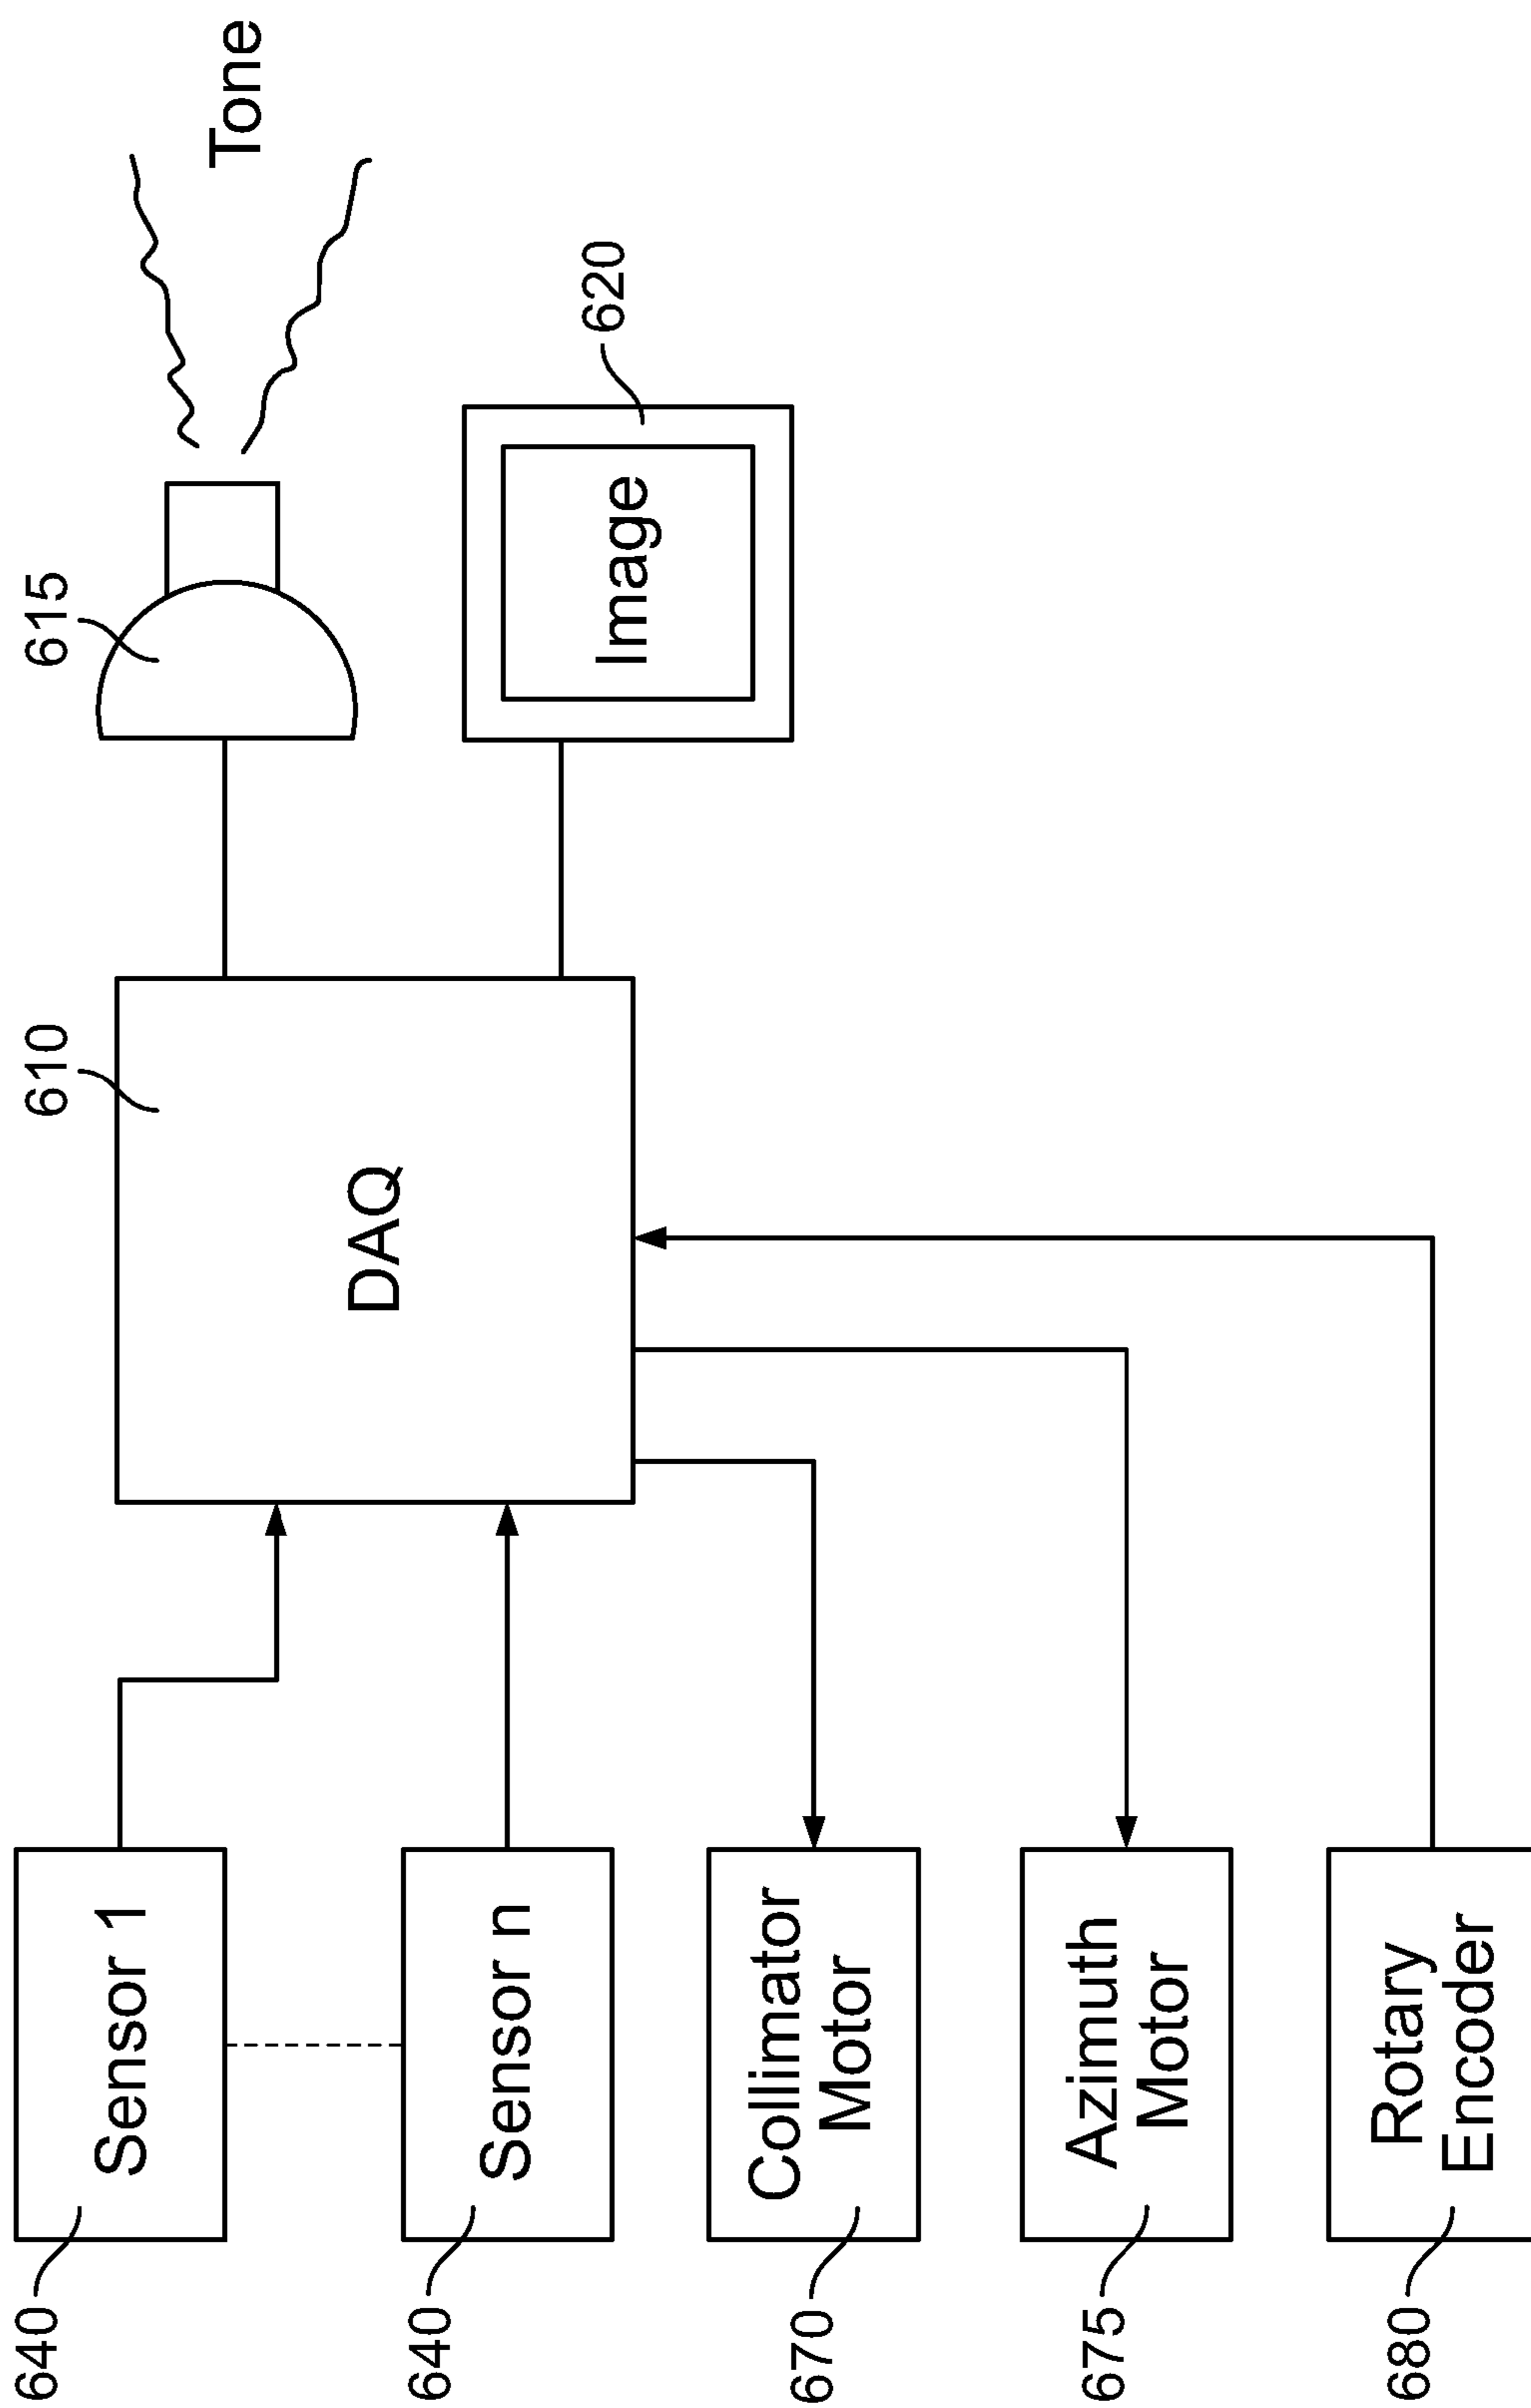 640
Sensor 1
640
Sensor n
670
Collimator
Motor
675
Azimuth
Motor
680
Rotary
Encoder
610
DAQ
615
Tone
620
Image